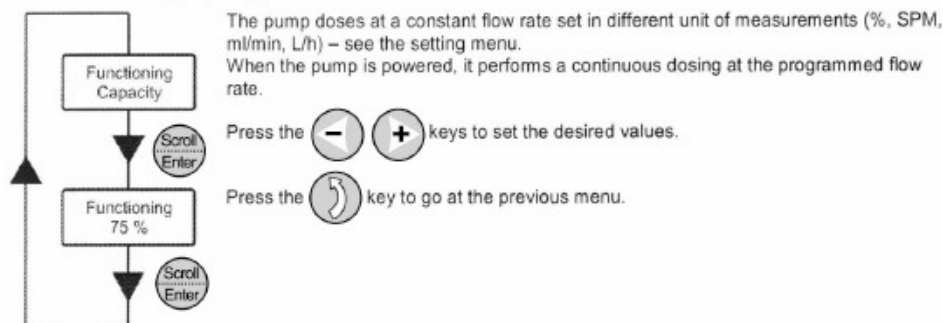 The pump doses at a constant flow rate set in different unit of measurements (%, SPM,
ml/min, L/h) – see the setting menu.
When the pump is powered, it performs a continuous dosing at the programmed flow
rate.
Functioning
Capacity
Press the - + keys to set the desired values.
Scroll
Enter
Press the key to go at the previous menu.
Functioning
75 %
Scroll
Enter